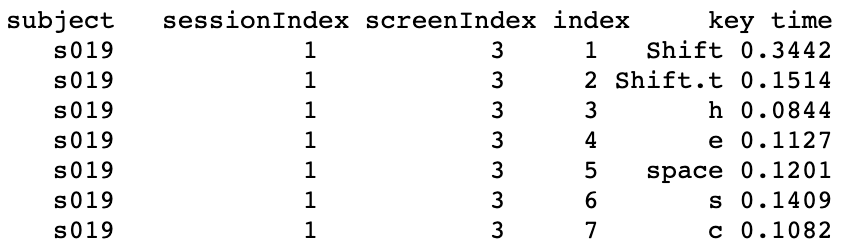 subject sessionIndex screenIndex index key time
s019 1 3 1 Shift 0.3442
s019 1 3 2 Shift.t 0.1514
s019 1 3 3 h 0.0844
s019 1 3 4 e 0.1127
s019 1 3 5 space 0.1201
s019 1 3 6 s 0.1409
s019 1 3 7 c 0.1082